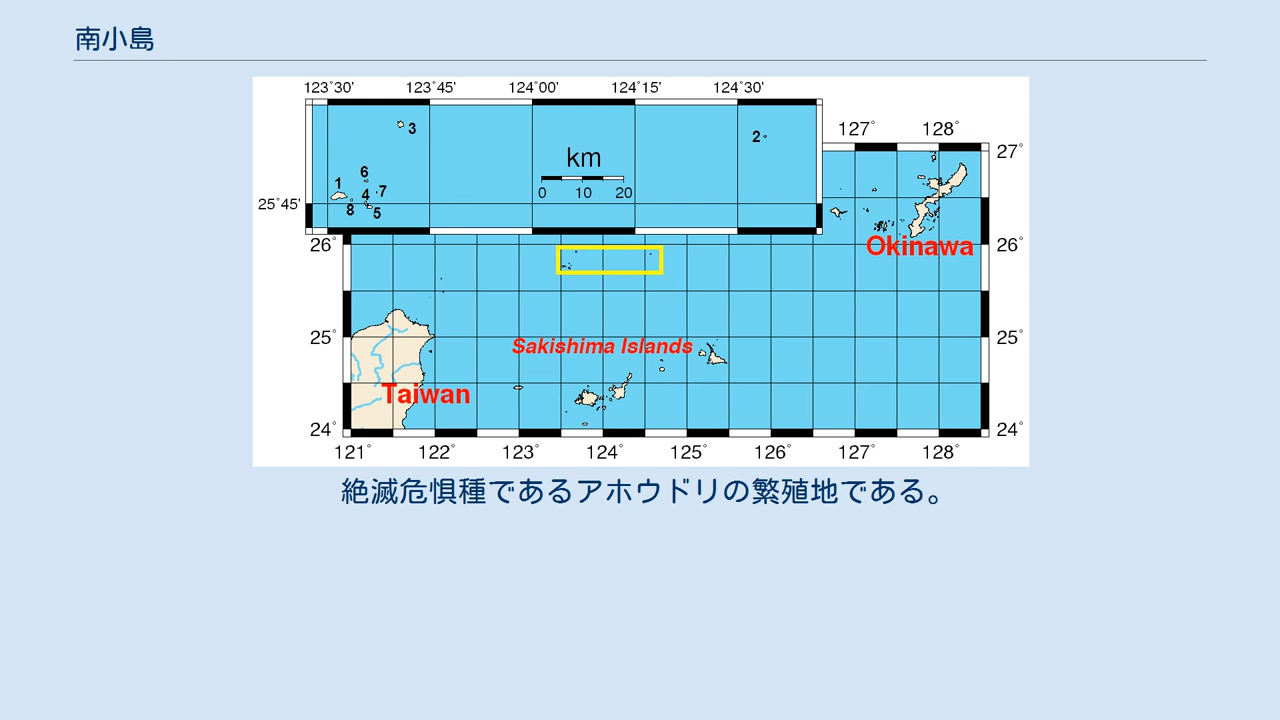 南小島
123°30' 123°45' 124°00' 124°15' 124°30'
127° 128°
3
2
km
27°
6
1 7
4
0 10 20
25°45'
8 5
26° Okinawa 26°
25° Sakishima Islands 25°
Taiwan
24° 24°
121° 122° 123° 124° 125° 126° 127° 128°
絶滅危惧種であるアホウドリの繁殖地である。